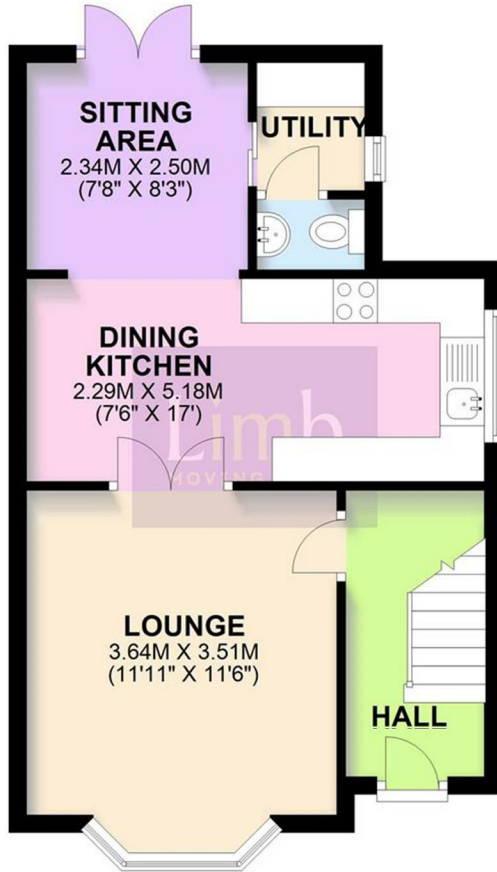 SITTING
AREA
2.34M X 2.50M
(7'8" X 8'3")
UTILITY
DINING
KITCHEN
2.29M X 5.18M
(7'6" X 17')
Limb
MOVING
LOUNGE
3.64M X 3.51M
(11'11" X 11'6")
HALL